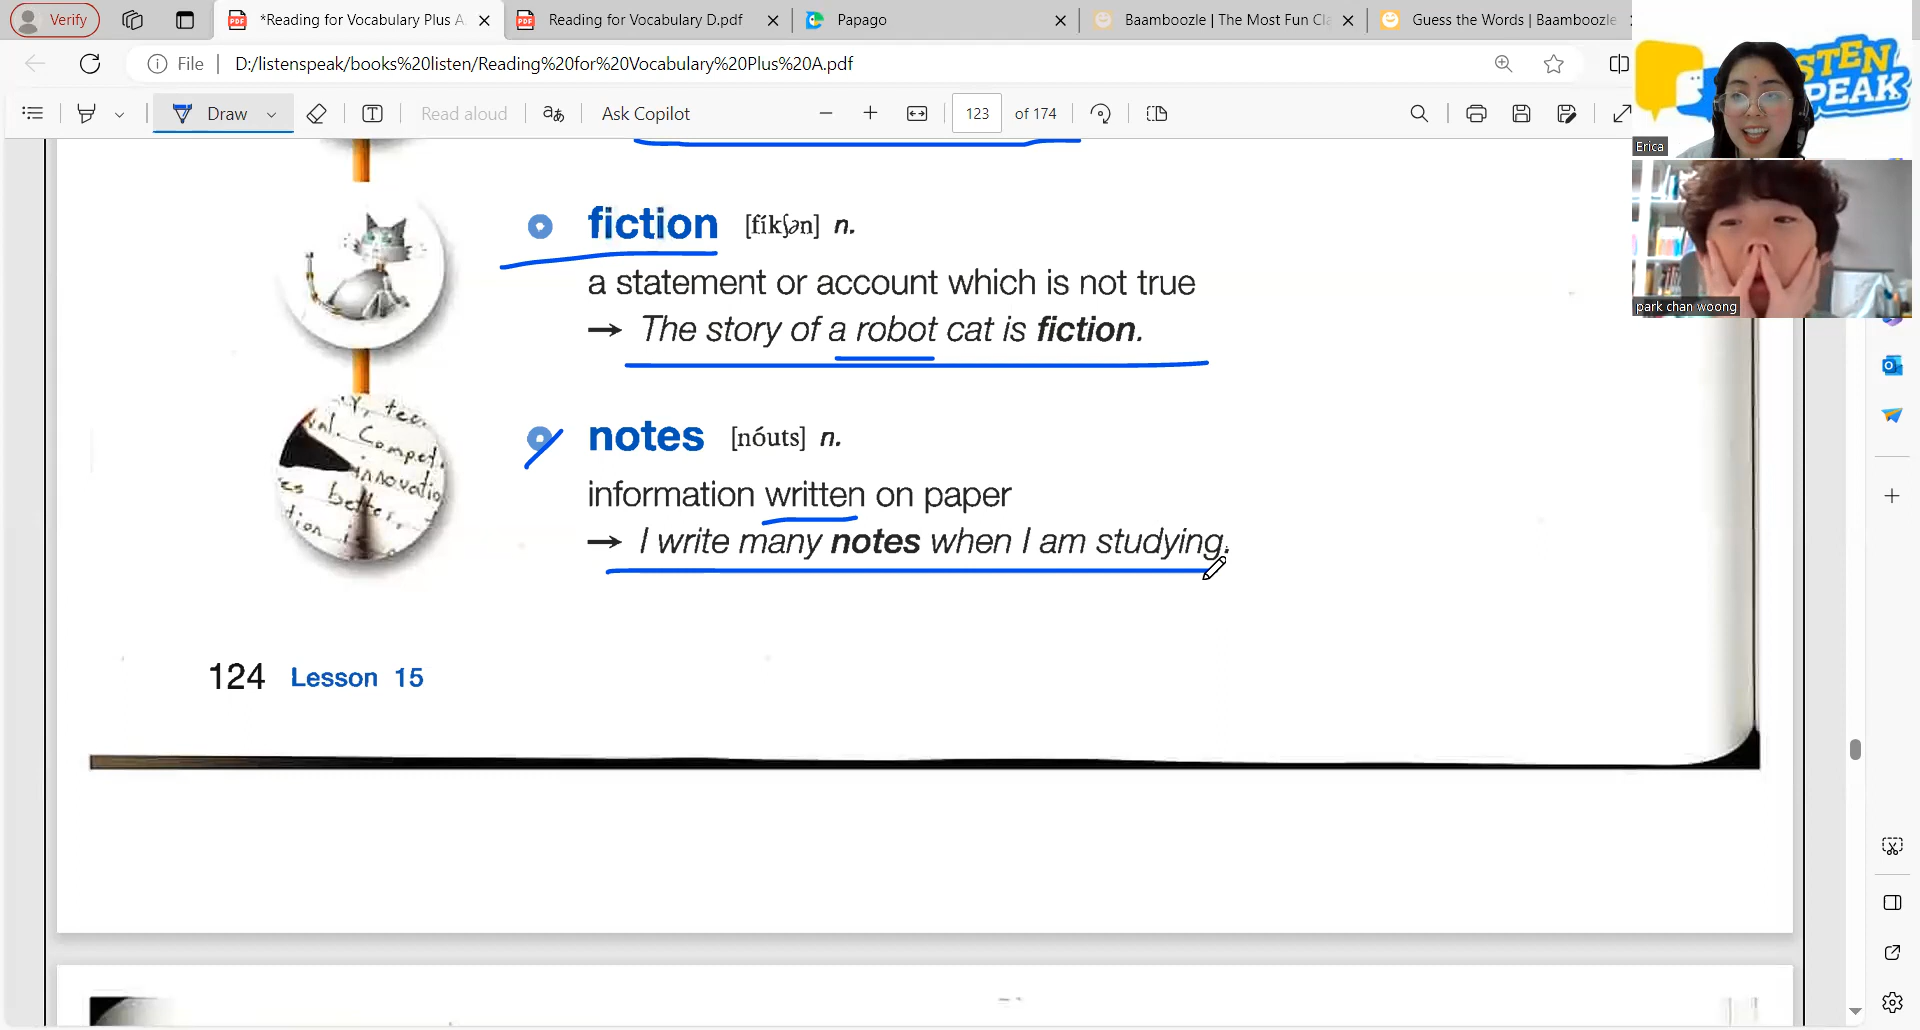 Verify
*Reading for Vocabulary Plus A
Reading for Vocabulary D.pdf
Papago
Baamboozle | The Most Fun Cla
Guess the Words | Baamboozle
File
D:/listenspeak/books%20listen/Reading%20for%20Vocabulary%20Plus%20A.pdf
Draw
Read aloud
Ask Copilot
123 of 174
STEN
PEAK
Erica
park chan woong
fiction [fíkʃən] n.
a statement or account which is not true
→ The story of a robot cat is fiction.
notes [nóuts] n.
information written on paper
→ I write many notes when I am studying.
124 Lesson 15